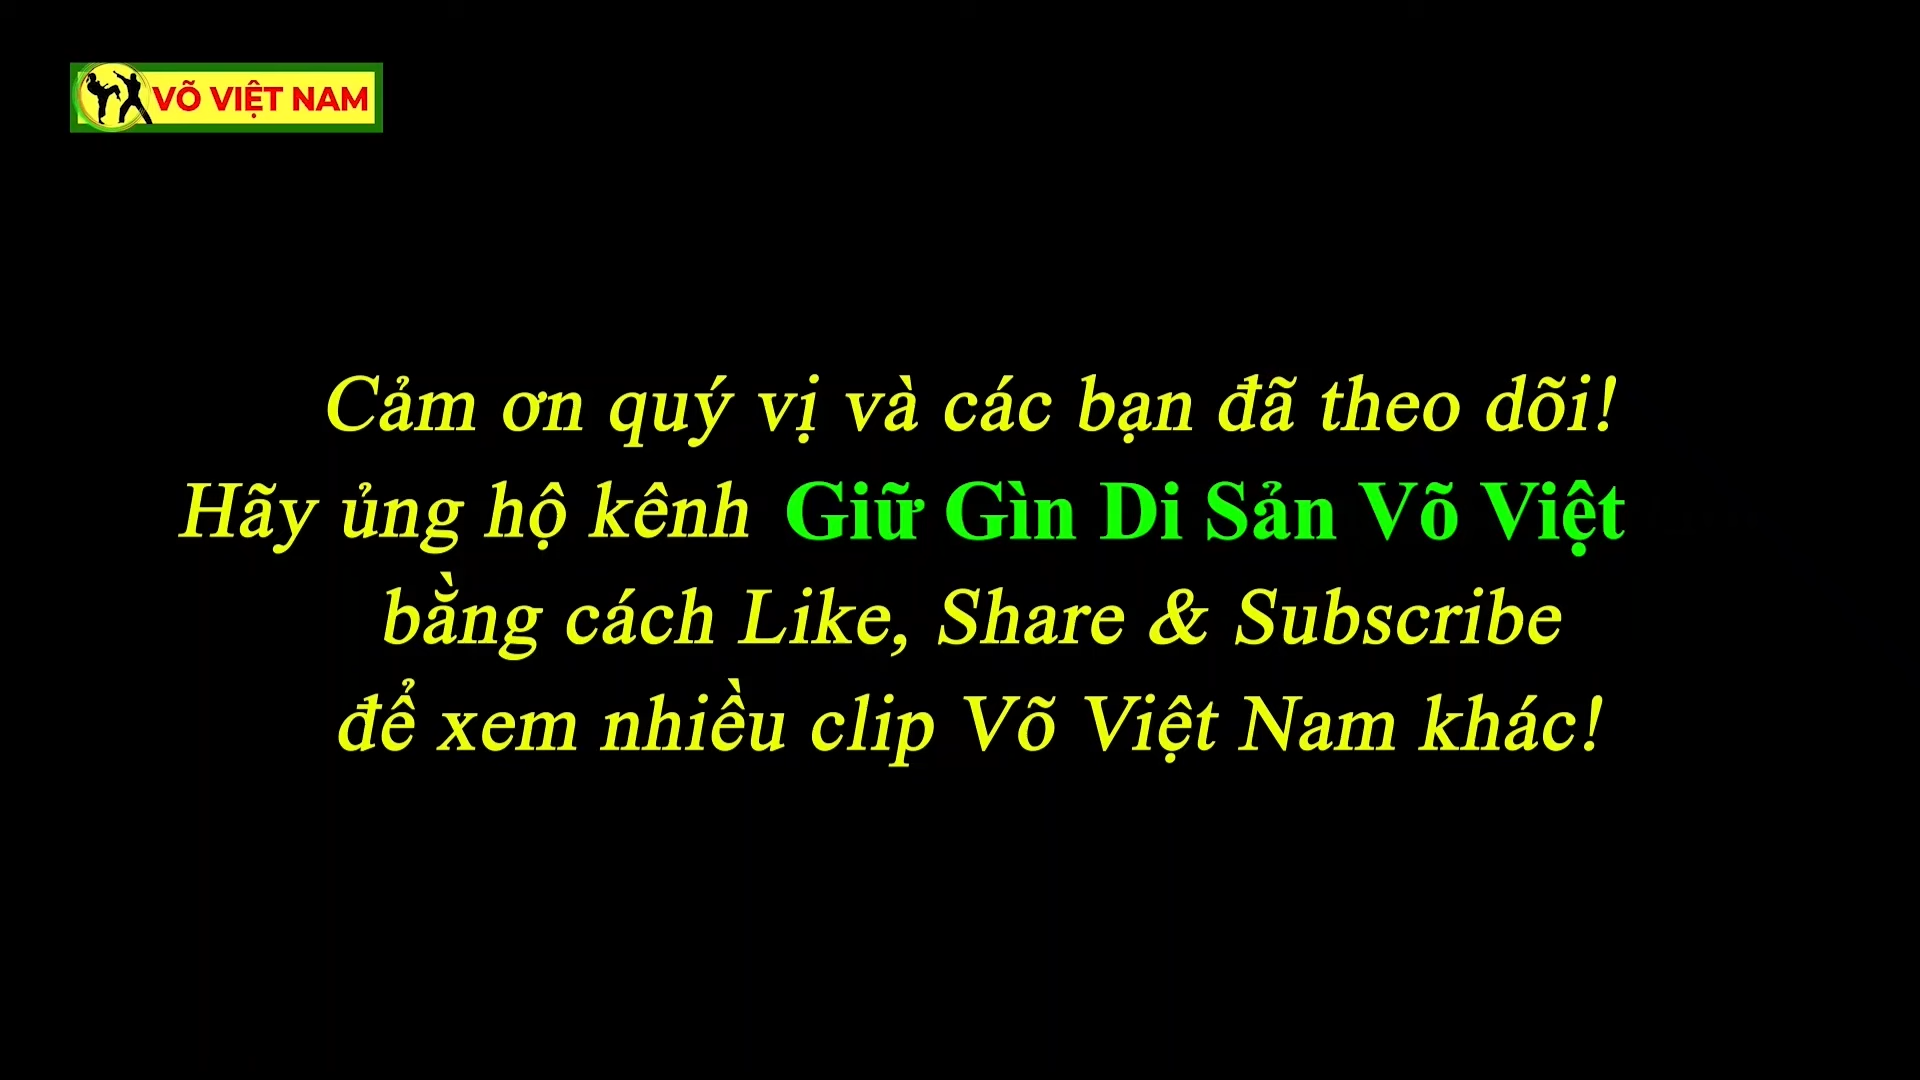 VÕ VIỆT NAM
Cảm ơn quý vị và các bạn đã theo dõi!
Hãy ủng hộ kênh Giữ Gìn Di Sản Võ Việt
bằng cách Like, Share & Subscribe
để xem nhiều clip Võ Việt Nam khác!